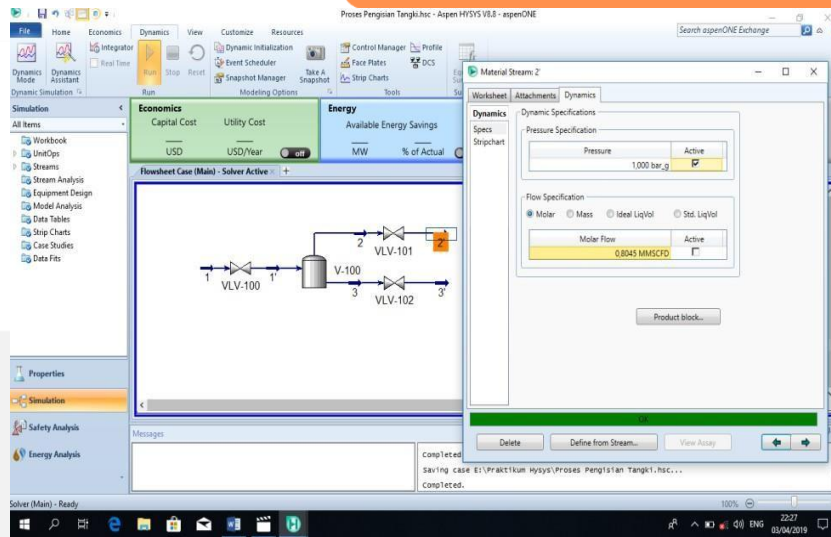 Proses Pengisian Tangki.hsc - Aspen HYSYS V8.8 - aspenONE
File Home Economics Dynamics View Customize Resources
Search aspenONE Exchange
Dynamics Mode
Dynamics Assistant
Integrator
Real Time
Run Stop Reset
Dynamic Initialization
Event Scheduler
Snapshot Manager
Take A Snapshot
Control Manager Profile
Face Plates DCS
Strip Charts
Dynamic Simulation Run Modeling Options Tools
Simulation
All Items
Workbook
UnitOps
Streams
Stream Analysis
Equipment Design
Model Analysis
Data Tables
Strip Charts
Case Studies
Data Fits
Properties
Simulation
Safety Analysis
Energy Analysis
Economics
Capital Cost Utility Cost
USD USD/Year off
Energy
Available Energy Savings
MW % of Actual
Flowsheet Case (Main) - Solver Active +
1
VLV-100
1'
V-100
2
VLV-101
2'
3
VLV-102
3'
Messages
Completed
Saving case E:\Praktikum Hysys\Proses Pengisian Tangki.hsc...
Completed.
Material Stream: 2'
Worksheet Attachments Dynamics
Dynamics
Specs
Stripchart
Dynamic Specifications
Pressure Specification
Pressure Active
1,000 bar_g
Flow Specification
Molar Mass Ideal LiqVol Std. LiqVol
Molar Flow Active
0,8045 MMSCFD
Product block...
OK
Delete Define from Stream... View Assay
Solver (Main) - Ready
100%
ENG
22:27
03/04/2019